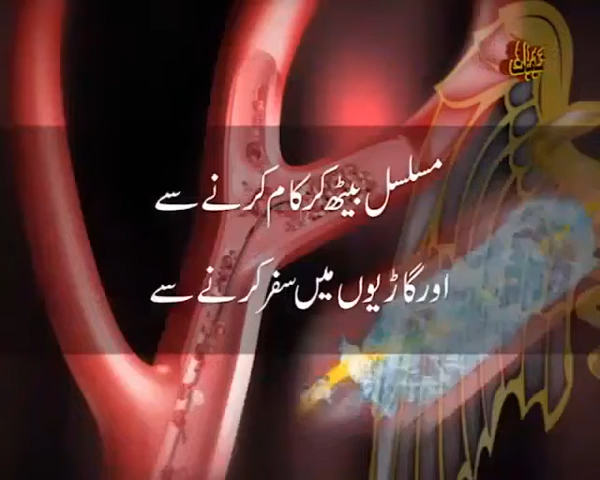 مسلسل بیٹھ کر کام کرنے سے
اور گاڑیوں میں سفر کرنے سے